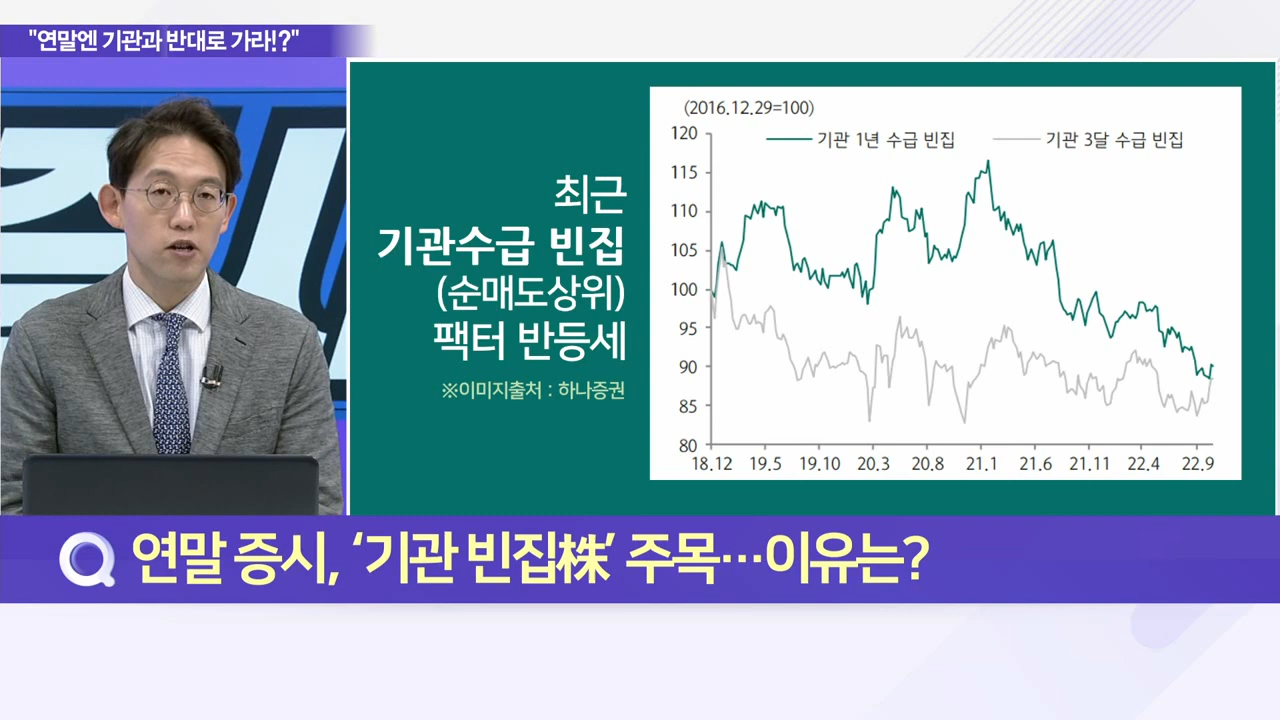 "연말엔 기관과 반대로 가라!?"
최근
기관수급 빈집
(순매도상위)
팩터 반등세
※이미지출처 : 하나증권
(2016.12.29=100)
기관 1년 수급 빈집
기관 3달 수급 빈집
120
115
110
105
100
95
90
85
80
18.12 19.5 19.10 20.3 20.8 21.1 21.6 21.11 22.4 22.9
연말 증시, ‘기관 빈집株’ 주목…이유는?